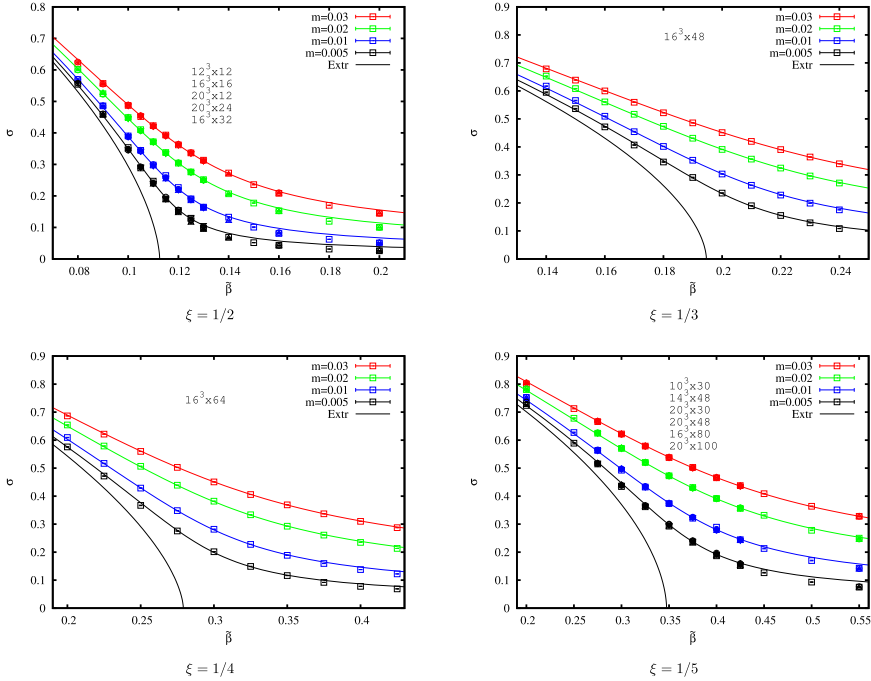 m=0.03
m=0.02
m=0.01
m=0.005
Extr
12³x12
16³x16
20³x12
20³x24
16³x32
σ
0.8
0.7
0.6
0.5
0.4
0.3
0.2
0.1
0
0.08 0.1 0.12 0.14 0.16 0.18 0.2
β̃
ξ = 1/2
m=0.03
m=0.02
m=0.01
m=0.005
Extr
16³x48
σ
0.9
0.8
0.7
0.6
0.5
0.4
0.3
0.2
0.1
0
0.14 0.16 0.18 0.2 0.22 0.24
β̃
ξ = 1/3
m=0.03
m=0.02
m=0.01
m=0.005
Extr
16³x64
σ
0.9
0.8
0.7
0.6
0.5
0.4
0.3
0.2
0.1
0
0.2 0.25 0.3 0.35 0.4
β̃
ξ = 1/4
m=0.03
m=0.02
m=0.01
m=0.005
Extr
10³x30
14³x48
20³x30
20³x48
16³x80
20³x100
σ
0.9
0.8
0.7
0.6
0.5
0.4
0.3
0.2
0.1
0
0.2 0.25 0.3 0.35 0.4 0.45 0.5 0.55
β̃
ξ = 1/5